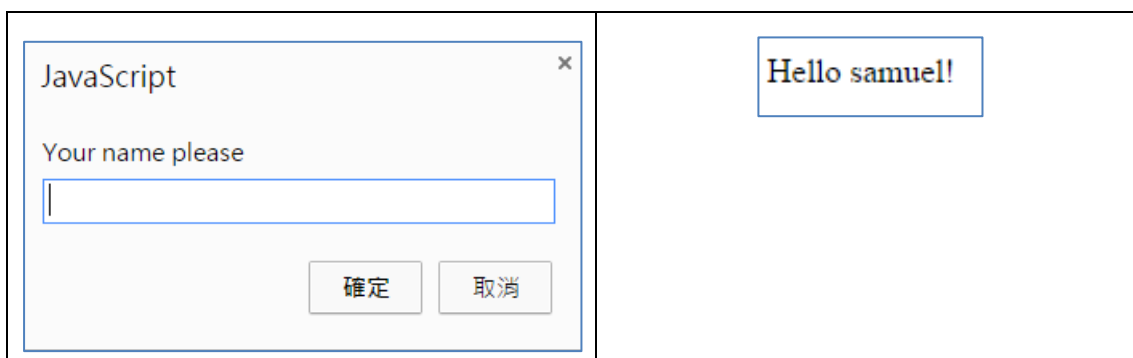 JavaScript
×
Your name please
確定 取消
Hello samuel!